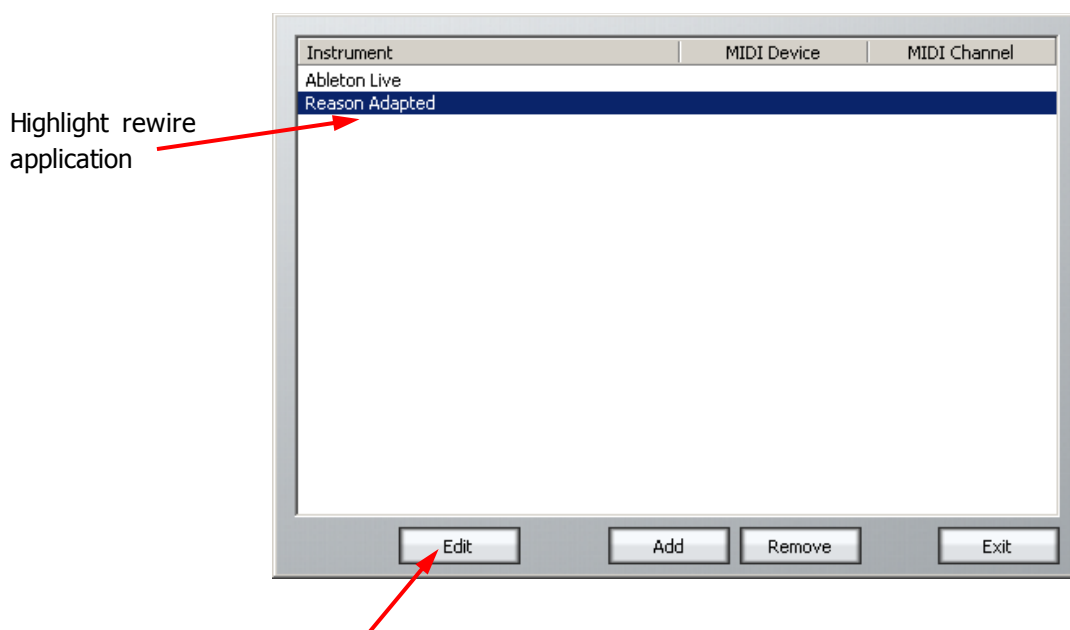 Instrument MIDI Device MIDI Channel
Ableton Live
Reason Adapted
Highlight rewire
application
Edit Add Remove Exit